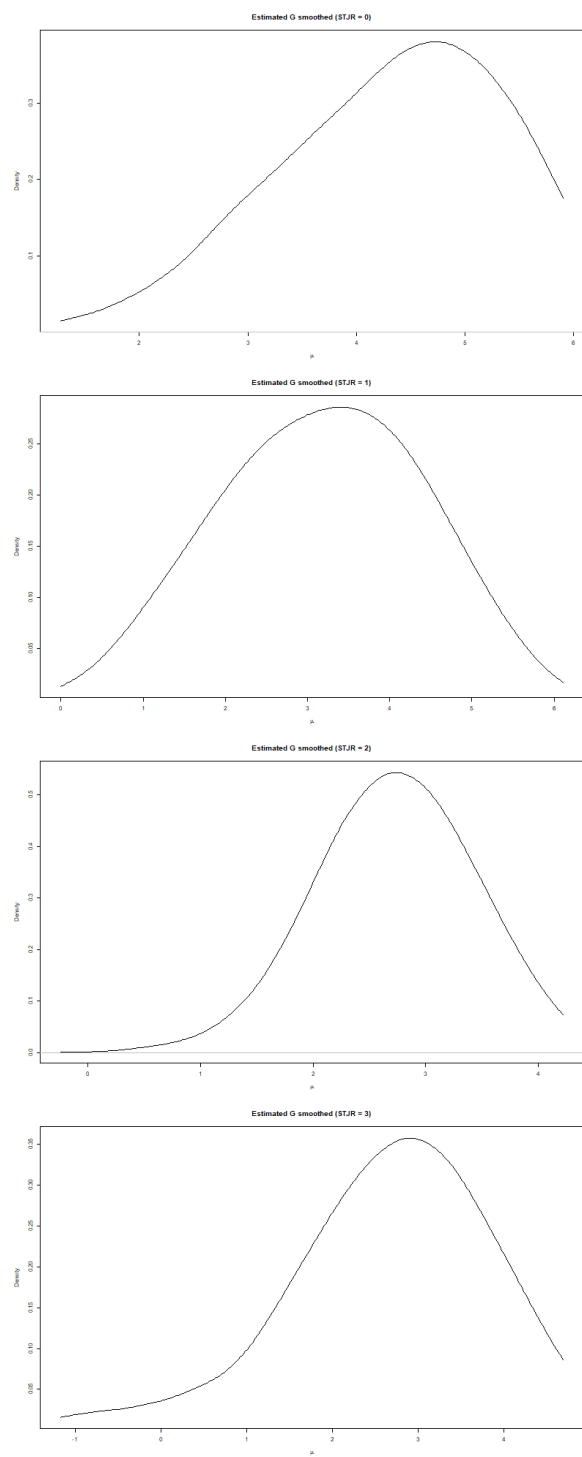 Estimated G smoothed (STJR = 0)
Density
0.3
0.2
0.1
2 3 4 5 6
μ
Estimated G smoothed (STJR = 1)
Density
0.25
0.20
0.15
0.10
0.05
0 1 2 3 4 5 6
μ
Estimated G smoothed (STJR = 2)
Density
0.5
0.4
0.3
0.2
0.1
0.0
0 1 2 3 4
μ
Estimated G smoothed (STJR = 3)
Density
0.35
0.30
0.25
0.20
0.15
0.10
0.05
-1 0 1 2 3 4
μ